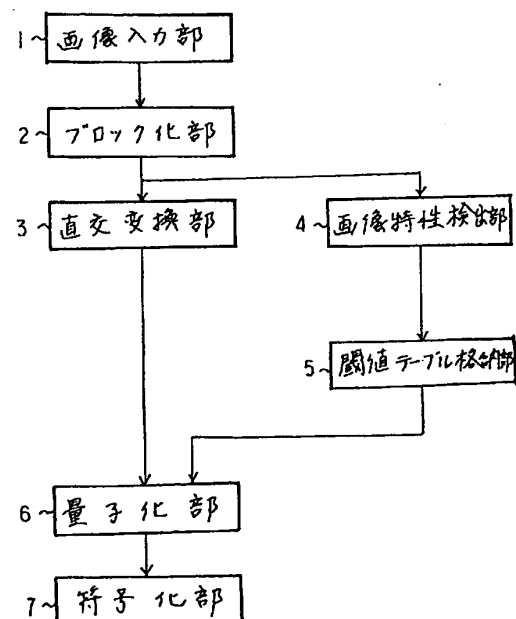 1~画像入力部
2~ブロック化部
3~直交変換部
4~画像特性検出部
5~閾値テーブル格納部
6~量子化部
7~符号化部